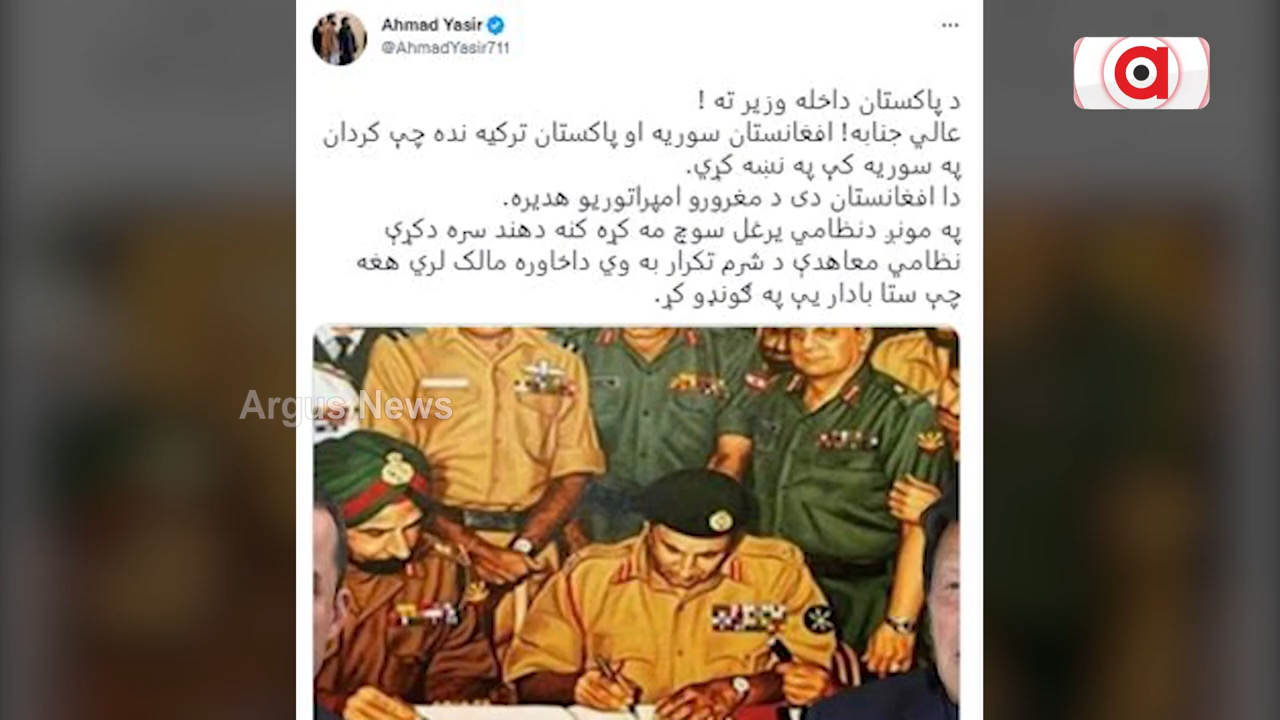 Ahmad Yasir
@AhmadYasir711
د پاکستان داخله وزیر ته !
عالي جنابه! افغانستان سوریه او پاکستان ترکیه نده چې کردان
په سوریه کې په نښه کړي.
دا افغانستان دی د مغرورو امپراتوریو هدیره.
په مونږ دنظامي یرغل سوچ مه کړه کنه دهند سره دکړې
نظامي معاهدې د شرم تکرار به وي داخاوره مالک لري هغه
چې ستا بادار یې په ګونډو کړ.
Argus News
a